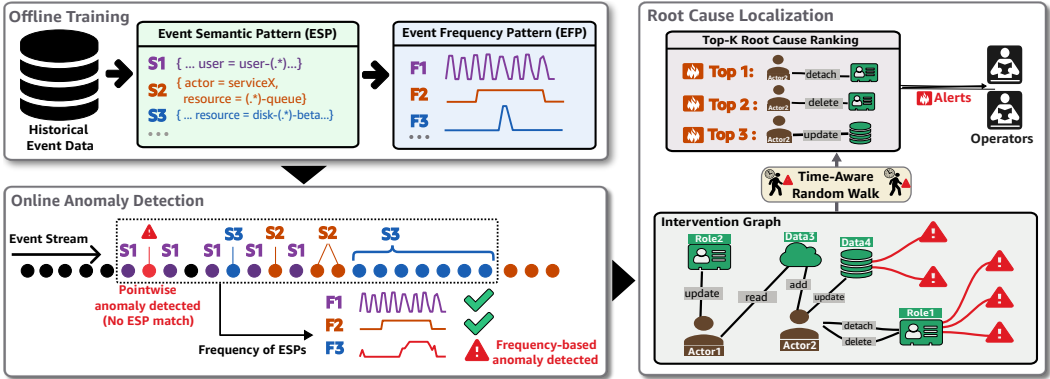 Offline Training
Historical
Event Data
Event Semantic Pattern (ESP)
S1 { ... user = user-(.*)...}
S2 { actor = serviceX,
resource = (.*)-queue}
S3 { ... resource = disk-(.*)-beta...}
...
Event Frequency Pattern (EFP)
F1
F2
F3
...
Online Anomaly Detection
Event Stream
S1 S1 S1 S3 S2 S1 S2 S3
Pointwise
anomaly detected
(No ESP match)
Frequency of ESPs
F1
F2
F3
Frequency-based
anomaly detected
Root Cause Localization
Top-K Root Cause Ranking
Top 1: Actor2 detach
Top 2 : Actor2 delete
Top 3 : Actor2 update
Alerts
Operators
Time-Aware
Random Walk
Intervention Graph
Role2
Data3
Data4
update
read
add
update
Role1
detach
delete
Actor1
Actor2